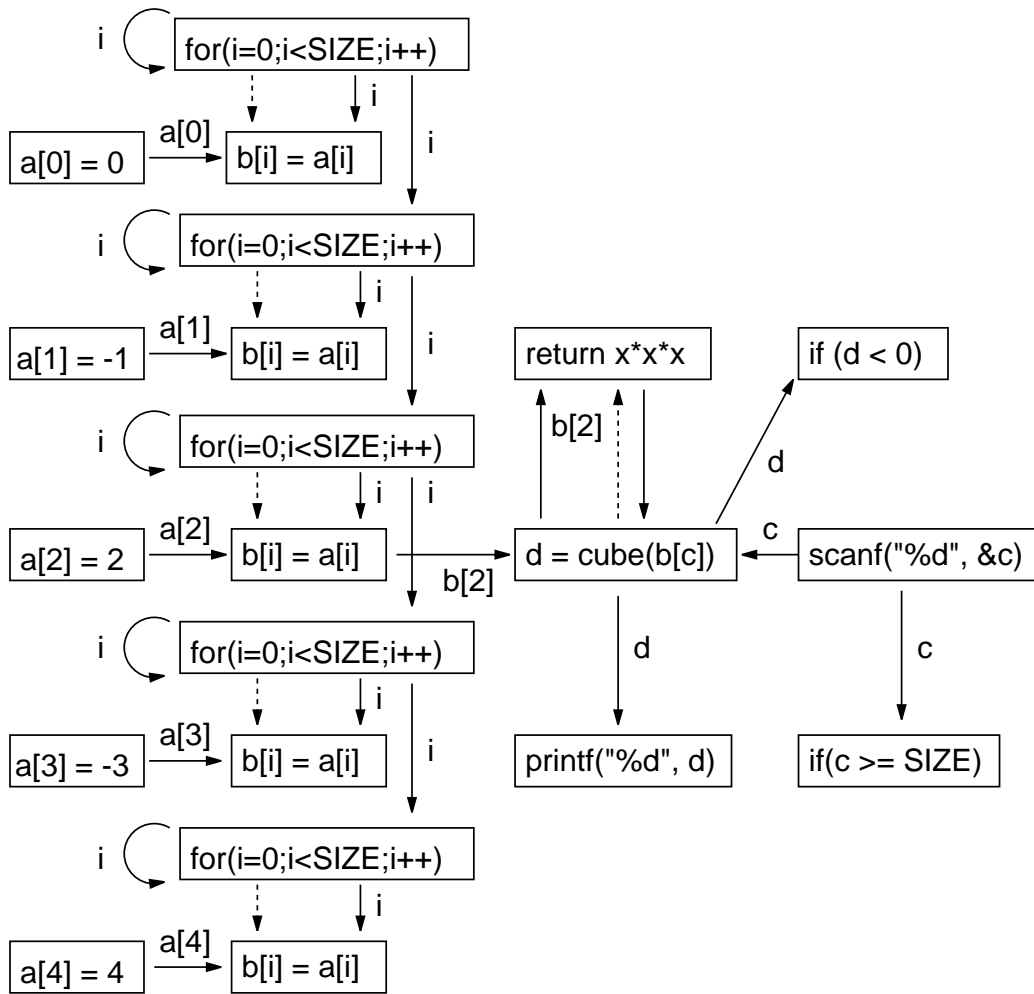 i
for(i=0;i<SIZE;i++)
i
a[0]
i
a[0] = 0
b[i] = a[i]
i
for(i=0;i<SIZE;i++)
i
a[1]
i
a[1] = -1
b[i] = a[i]
return x*x*x
if (d < 0)
b[2]
i
for(i=0;i<SIZE;i++)
d
i
i
a[2]
c
a[2] = 2
b[i] = a[i]
d = cube(b[c])
scanf("%d", &c)
b[2]
i
for(i=0;i<SIZE;i++)
d
c
i
a[3]
i
a[3] = -3
b[i] = a[i]
printf("%d", d)
if(c >= SIZE)
i
for(i=0;i<SIZE;i++)
i
a[4]
a[4] = 4
b[i] = a[i]